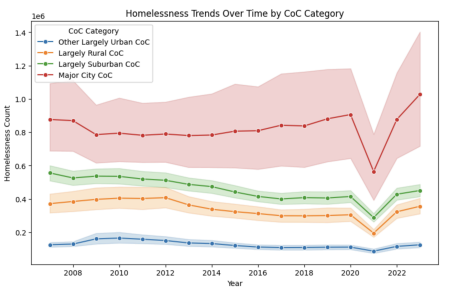 Homelessness Trends Over Time by CoC Category
1e6
CoC Category
Other Largely Urban CoC
Largely Rural CoC
Largely Suburban CoC
Major City CoC
1.4
1.2
1.0
0.8
0.6
0.4
0.2
Homelessness Count
2008 2010 2012 2014 2016 2018 2020 2022
Year